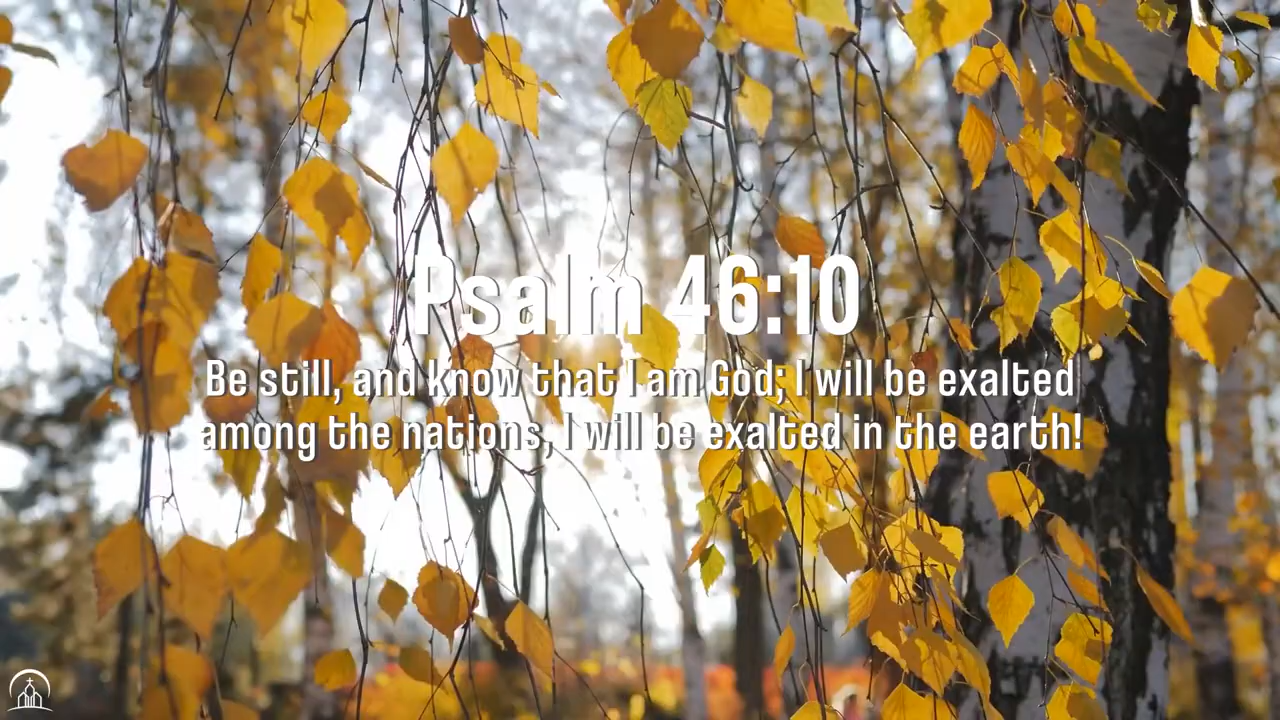 Psalm 46:10
Be still, and know that I am God; I will be exalted
among the nations, I will be exalted in the earth!